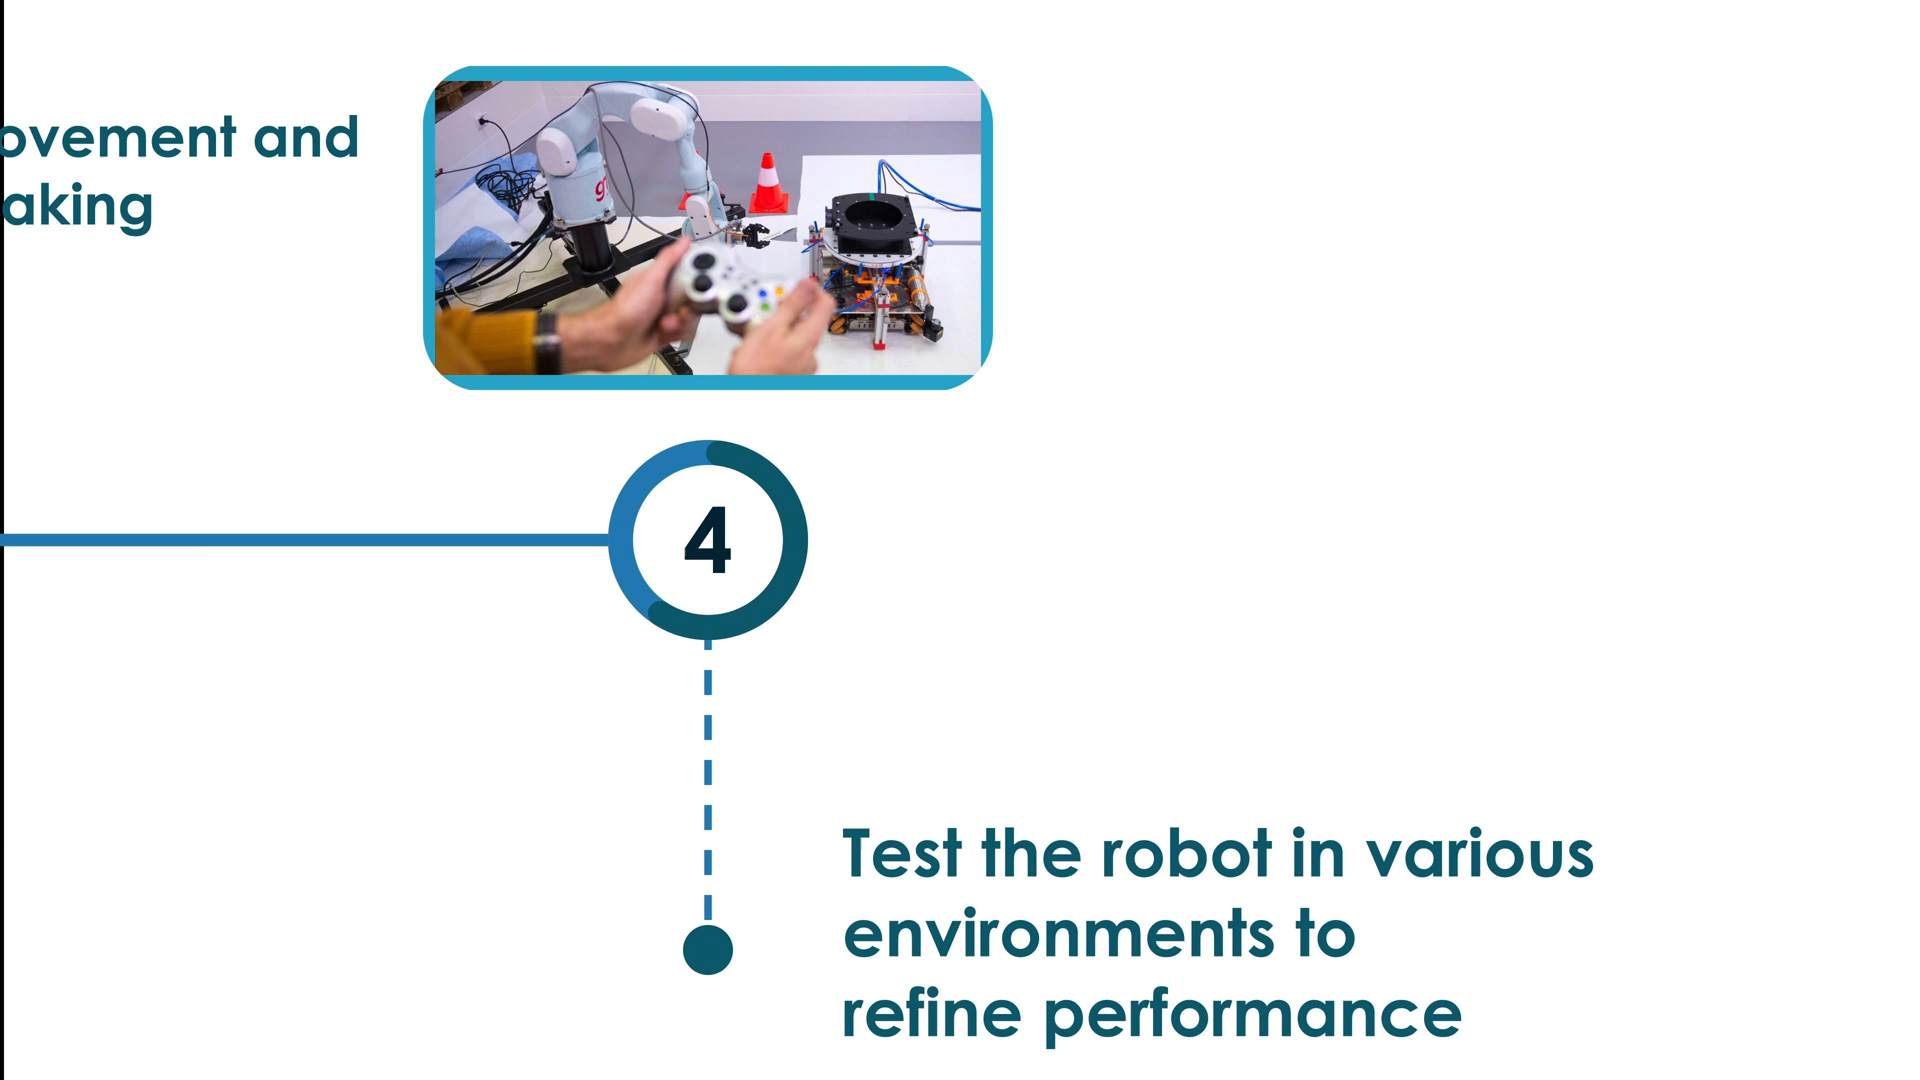 ovement and
aking
4
Test the robot in various
environments to
refine performance